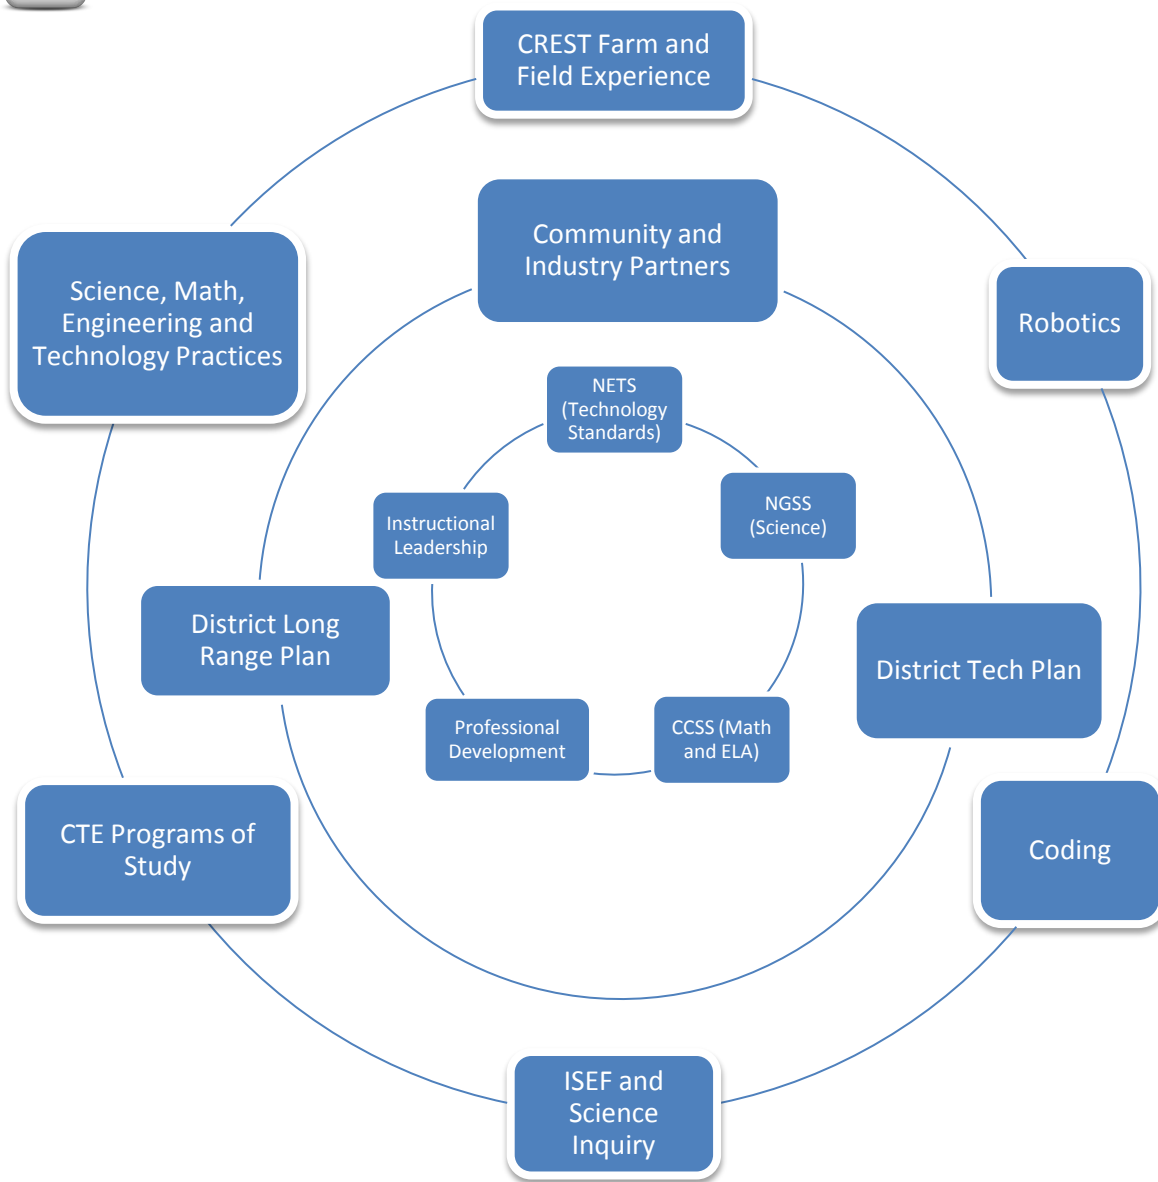 CREST Farm and
Field Experience
Community and
Industry Partners
Science, Math,
Engineering and
Technology Practices
Robotics
NETS
(Technology
Standards)
NGSS
(Science)
Instructional
Leadership
District Long
Range Plan
District Tech Plan
Professional
Development
CCSS (Math
and ELA)
CTE Programs of
Study
Coding
ISEF and
Science
Inquiry